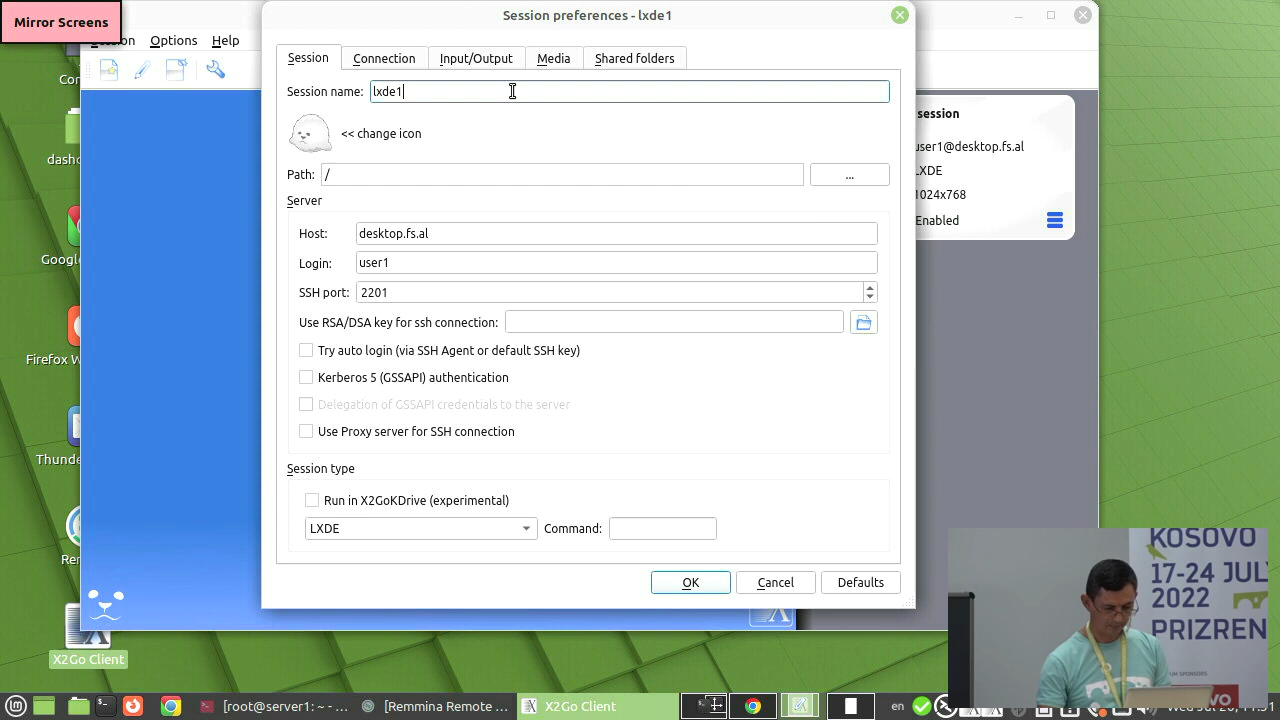 Mirror Screens
Session preferences - lxde1
Options
Help
Session
Connection
Input/Output
Media
Shared folders
Session name:
lxde1
<< change icon
Path:
/
...
Server
Host:
desktop.fs.al
Login:
user1
SSH port:
2201
Use RSA/DSA key for ssh connection:
Try auto login (via SSH Agent or default SSH key)
Kerberos 5 (GSSAPI) authentication
Delegation of GSSAPI credentials to the server
Use Proxy server for SSH connection
Session type
Run in X2GoKDrive (experimental)
LXDE
Command:
OK
Cancel
Defaults
session
user1@desktop.fs.al
LXDE
1024x768
Enabled
Com
dasho
Google
Firefox W
Thunde
Rem
X2Go Client
KOSOVO
17-24 JUL
2022
PRIZREN
[root@server1: ~ - ...
[Remmina Remote ...
X2Go Client
en